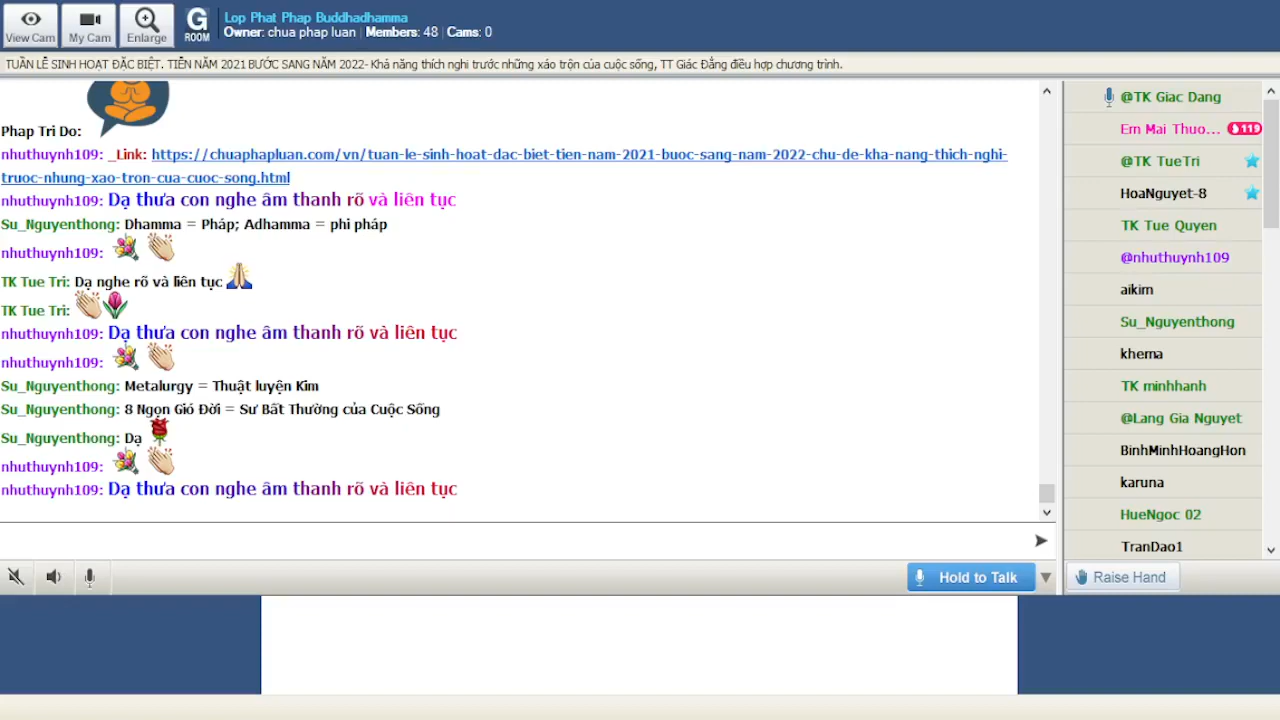 View Cam
My Cam
Enlarge
G
ROOM
Lop Phat Phap Buddhadhamma
Owner: chua phap luan | Members: 48 | Cams: 0
TUẦN LỄ SINH HOẠT ĐẶC BIỆT. TIỄN NĂM 2021 BƯỚC SANG NĂM 2022- Khả năng thích nghi trước những xáo trộn của cuộc sống, TT Giác Đẳng điều hợp chương trình.
Phap Tri Do:
nhuthuynh109: _Link: https://chuaphapluan.com/vn/tuan-le-sinh-hoat-dac-biet-tien-nam-2021-buoc-sang-nam-2022-chu-de-kha-nang-thich-nghi-
truoc-nhung-xao-tron-cua-cuoc-song.html
nhuthuynh109: Dạ thưa con nghe âm thanh rõ và liên tục
Su_Nguyenthong: Dhamma = Pháp; Adhamma = phi pháp
nhuthuynh109:
TK Tue Tri: Dạ nghe rõ và liên tục
TK Tue Tri:
nhuthuynh109: Dạ thưa con nghe âm thanh rõ và liên tục
nhuthuynh109:
Su_Nguyenthong: Metalurgy = Thuật luyện Kim
Su_Nguyenthong: 8 Ngọn Gió Đời = Sư Bất Thường của Cuộc Sống
Su_Nguyenthong: Dạ
nhuthuynh109:
nhuthuynh109: Dạ thưa con nghe âm thanh rõ và liên tục
@TK Giac Dang
Em Mai Thuo... 119
@TK TueTri
HoaNguyet-8
TK Tue Quyen
@nhuthuynh109
aikim
Su_Nguyenthong
khema
TK minhhanh
@Lang Gia Nguyet
BinhMinhHoangHon
karuna
HueNgoc 02
TranDao1
Hold to Talk
Raise Hand